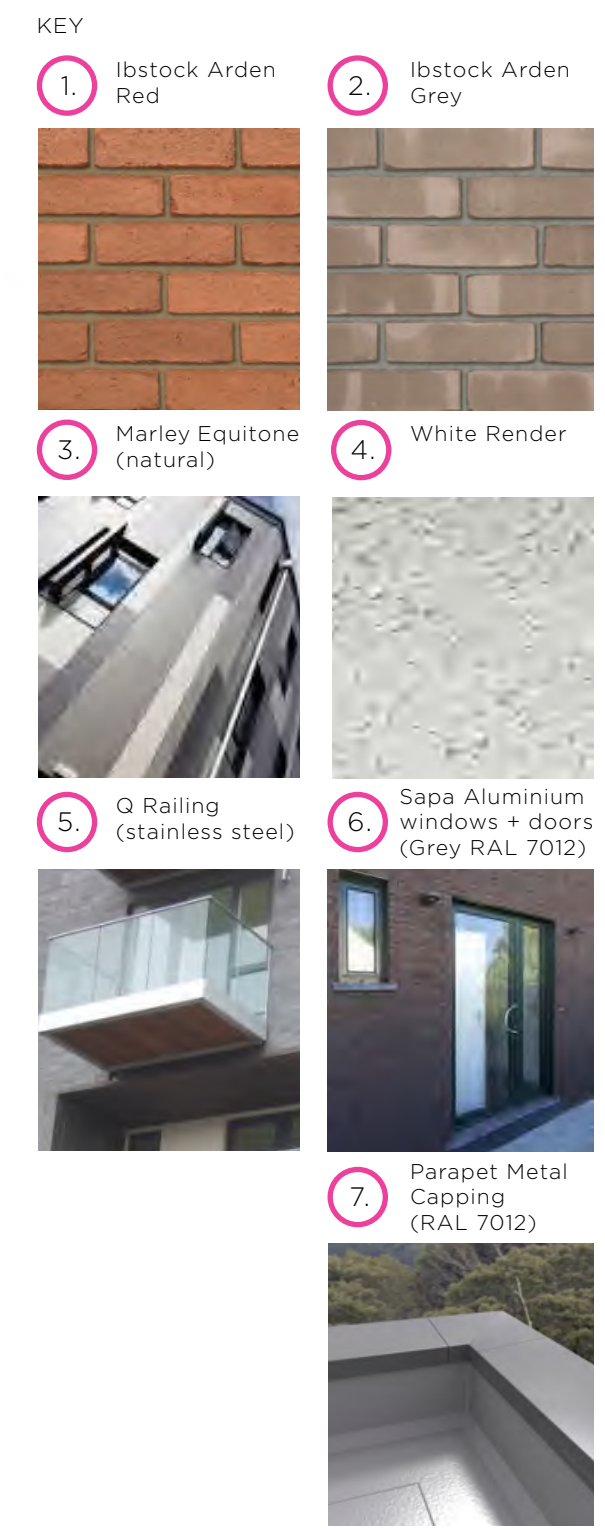 KEY
1.
Ibstock Arden
Red
2.
Ibstock Arden
Grey
3.
Marley Equitone
(natural)
4.
White Render
5.
Q Railing
(stainless steel)
6.
Sapa Aluminium
windows + doors
(Grey RAL 7012)
7.
Parapet Metal
Capping
(RAL 7012)